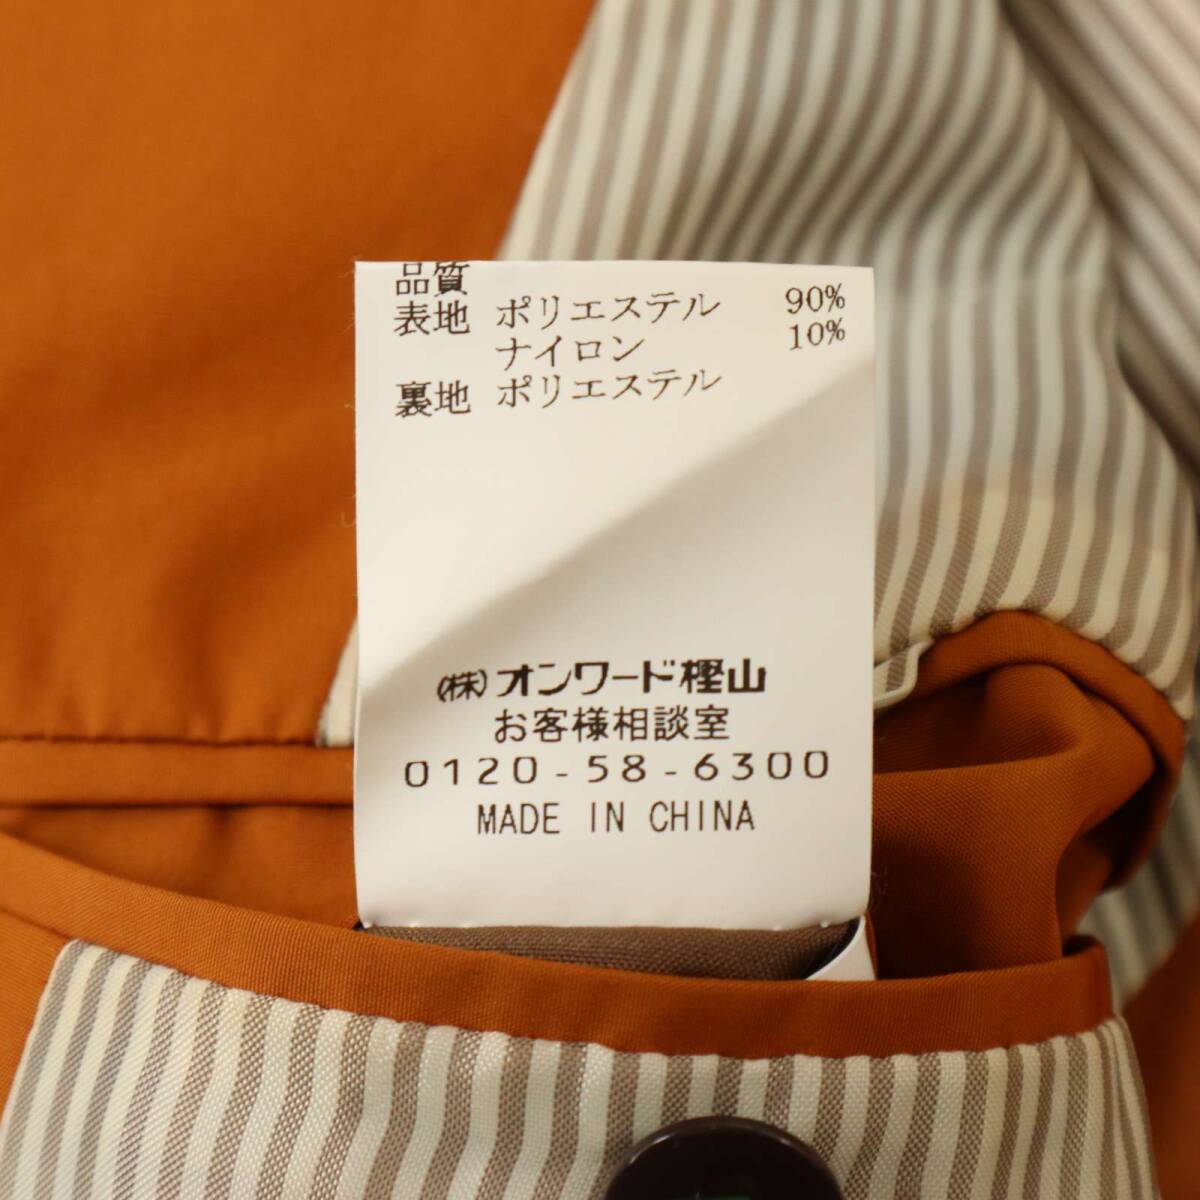 品質
表地 ポリエステル 90%
ナイロン 10%
裏地 ポリエステル
(株)オンワード樫山
お客様相談室
0120-58-6300
MADE IN CHINA